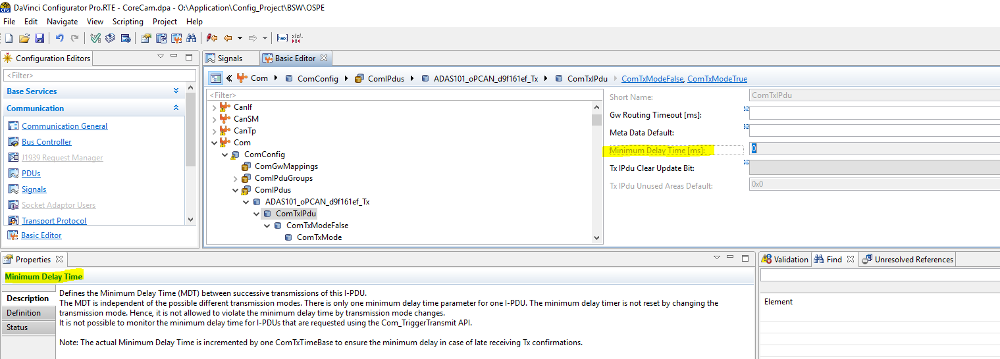 DaVinci Configurator Pro.RTE - CoreCam.dpa - O:\Application\Config_Project\BSW\OSPE
File Edit Navigate View Scripting Project Help
[hex]
Configuration Editors
<Filter>
Base Services
Communication
Communication General
Bus Controller
J1939 Request Manager
PDUs
Signals
Socket Adaptor Users
Transport Protocol
Basic Editor
Signals
Basic Editor
Com ComConfig ComIPdus ADAS101_oPCAN_d9f161ef_Tx ComTxIPdu ComTxModeFalse, ComTxModeTrue
<Filter>
CanIf
CanSM
CanTp
Com
ComConfig
ComGwMappings
ComIPduGroups
ComIPdus
ADAS101_oPCAN_d9f161ef_Tx
ComTxIPdu
ComTxModeFalse
ComTxMode
Short Name: ComTxIPdu
Gw Routing Timeout [ms]:
Meta Data Default:
Minimum Delay Time [ms]: 0
Tx IPdu Clear Update Bit:
Tx IPdu Unused Areas Default: 0x0
Properties
Minimum Delay Time
Description
Definition
Status
Defines the Minimum Delay Time (MDT) between successive transmissions of this I-PDU.
The MDT is independent of the possible different transmission modes. There is only one minimum delay time parameter for one I-PDU. The minimum delay timer is not reset by changing the
transmission mode. Hence, it is not allowed to violate the minimum delay time by transmission mode changes.
It is not possible to monitor the minimum delay time for I-PDUs that are requested using the Com_TriggerTransmit API.
Note: The actual Minimum Delay Time is incremented by one ComTxTimeBase to ensure the minimum delay in case of late receiving Tx confirmations.
Validation Find Unresolved References
Element